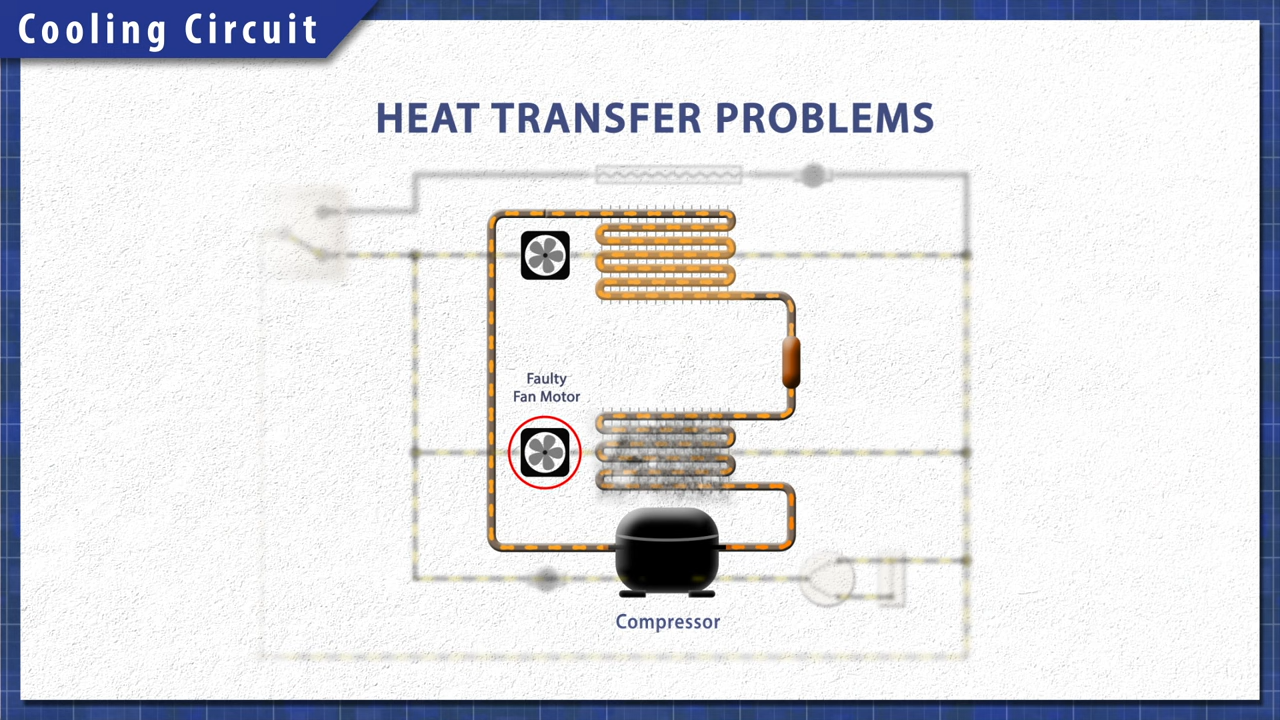 Cooling Circuit
HEAT TRANSFER PROBLEMS
Faulty
Fan Motor
Compressor